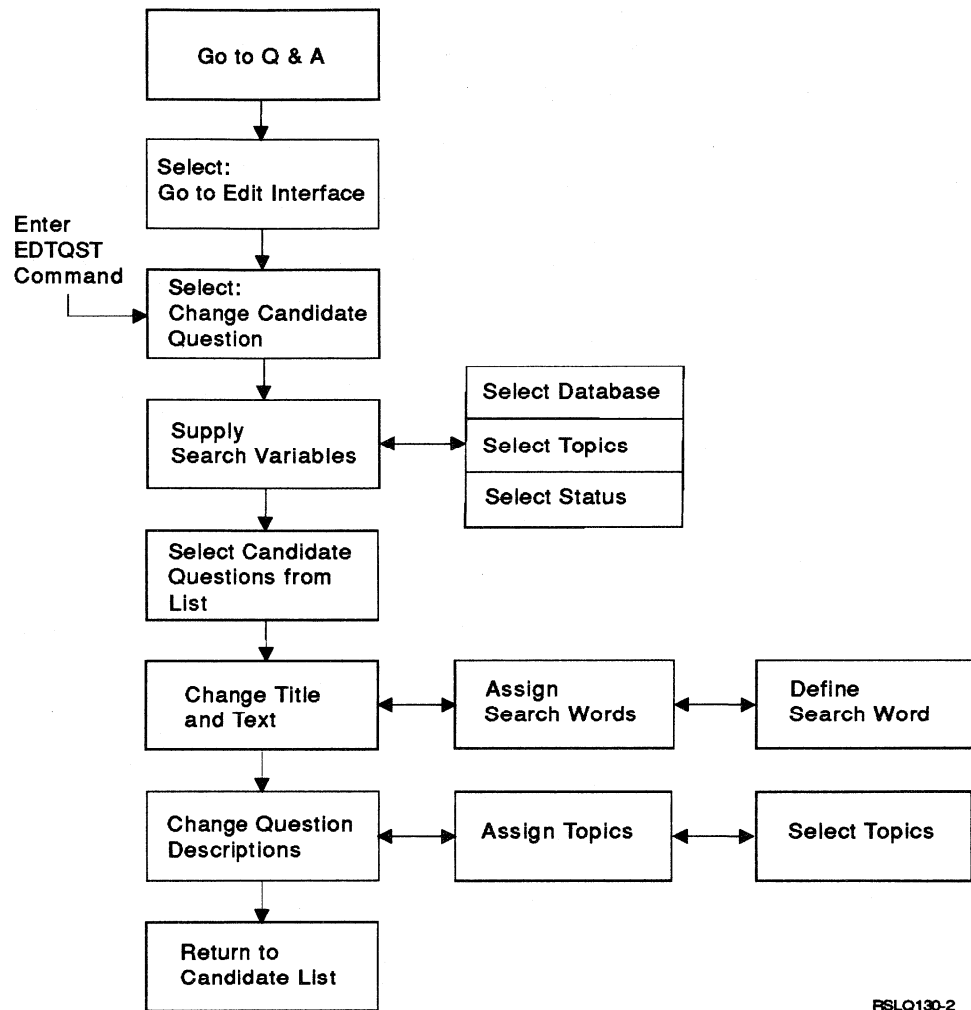 Go to Q & A
Select:
Go to Edit Interface
Enter
EDTQST
Command
Select:
Change Candidate
Question
Supply
Search Variables
Select Database
Select Topics
Select Status
Select Candidate
Questions from
List
Change Title
and Text
Assign
Search Words
Define
Search Word
Change Question
Descriptions
Assign Topics
Select Topics
Return to
Candidate List
RSLQ130-2